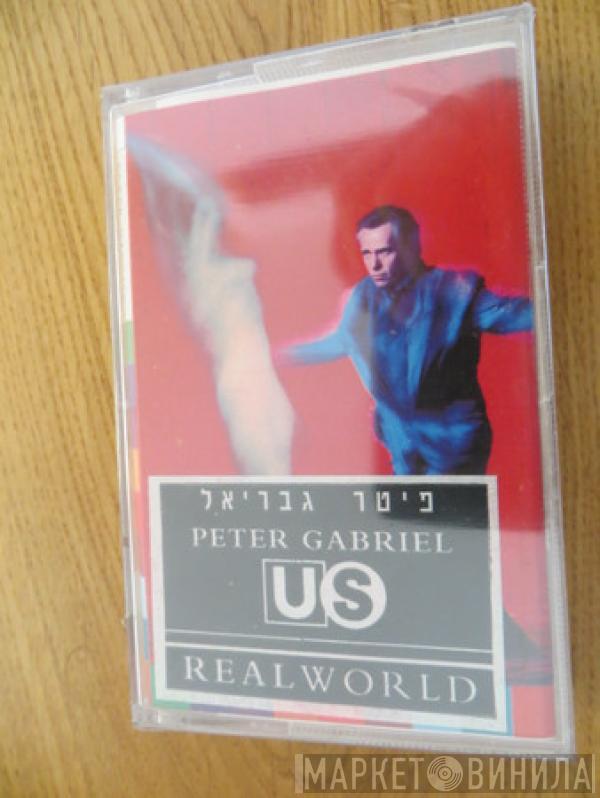 פיטר גבריאל
PETER GABRIEL
US
REALWORLD
МАРКЕТ ВИНИЛА